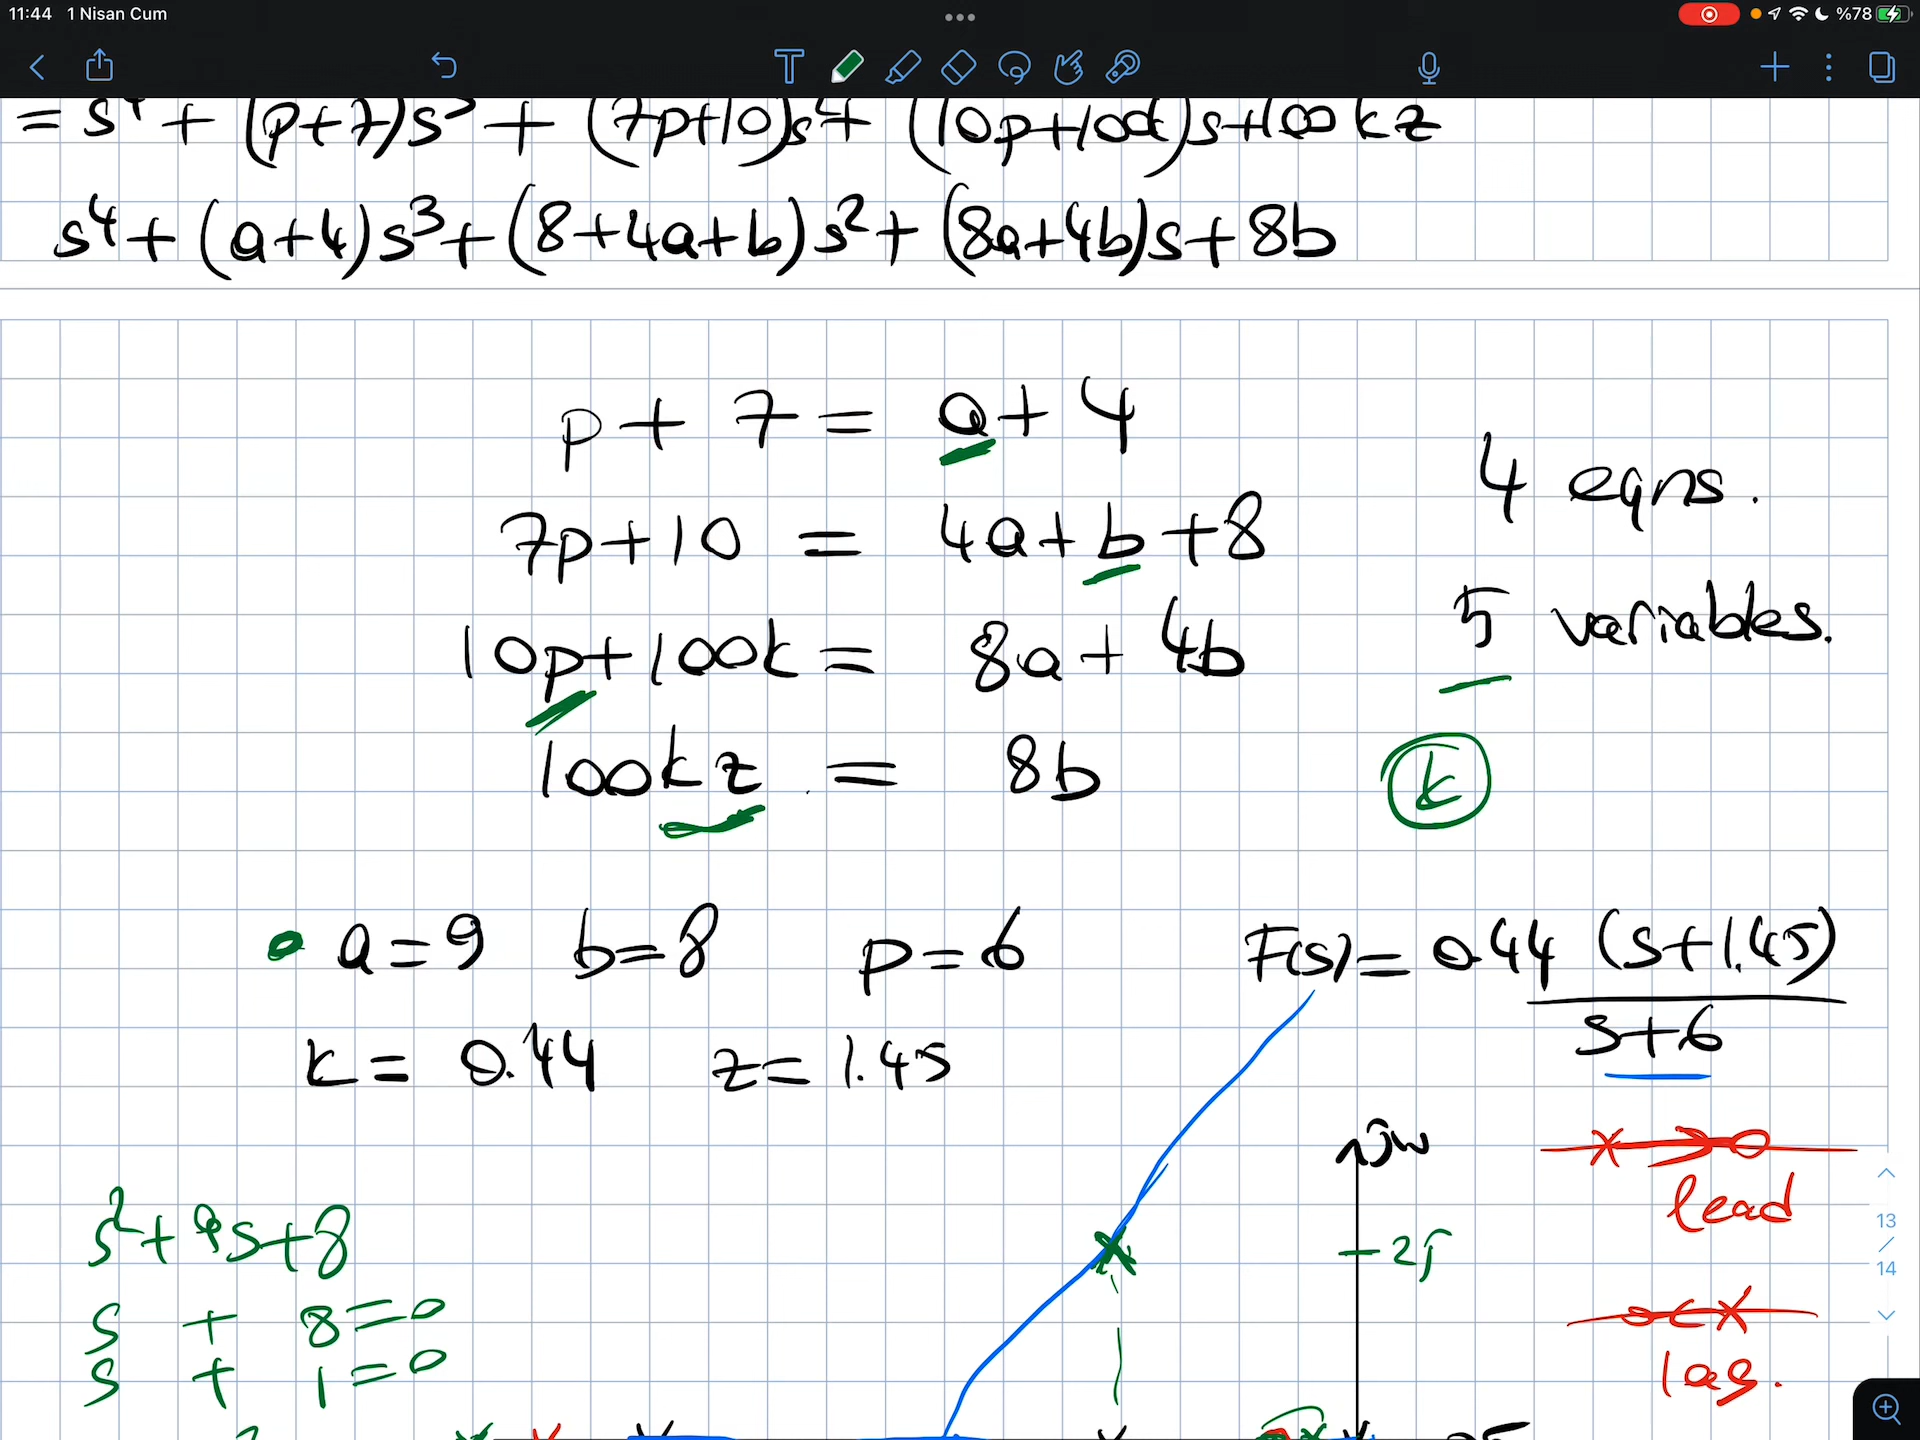 11:44 1 Nisan Cum
%78
= s⁴ + (p+7)s³ + (7p+10)s² + (10p+100k)s+100kz
s⁴ + (a+4)s³ + (8+4a+b)s² + (8a+4b)s + 8b
p + 7 = a + 4
7p+10 = 4a + b + 8
10p+100k = 8a + 4b
100kz = 8b
4 eqns.
5 variables.
k
a = 9 b = 8 p = 6
k = 0.44 z = 1.45
F(s) = 0.44 (s+1.45)
s+6
jw
2j
lead
lag.
13
/
14
s²+9s+8
s + 8=0
s + 1=0